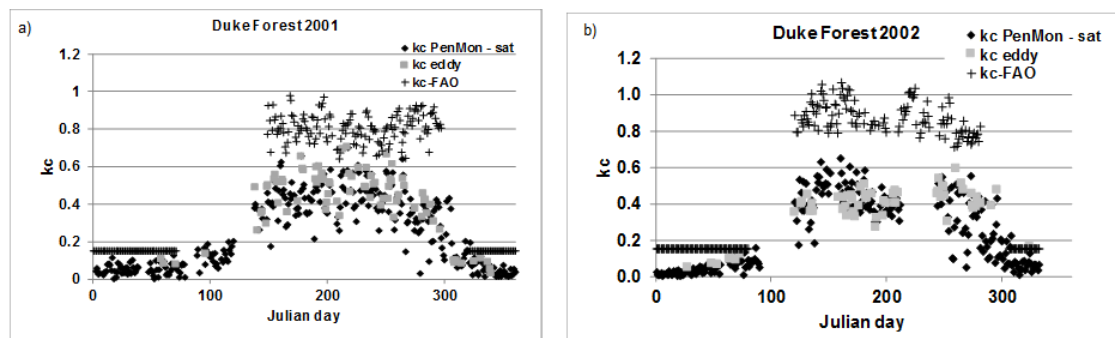 a)
Duke Forest 2001
kc PenMon - sat
kc eddy
kc-FAO
1.2
1
0.8
0.6
0.4
0.2
0
kc
0 100 200 300
Julian day
b)
Duke Forest 2002
kc PenMon - sat
kc eddy
kc-FAO
1.2
1.0
0.8
0.6
0.4
0.2
0.0
kc
0 100 200 300
Julian day